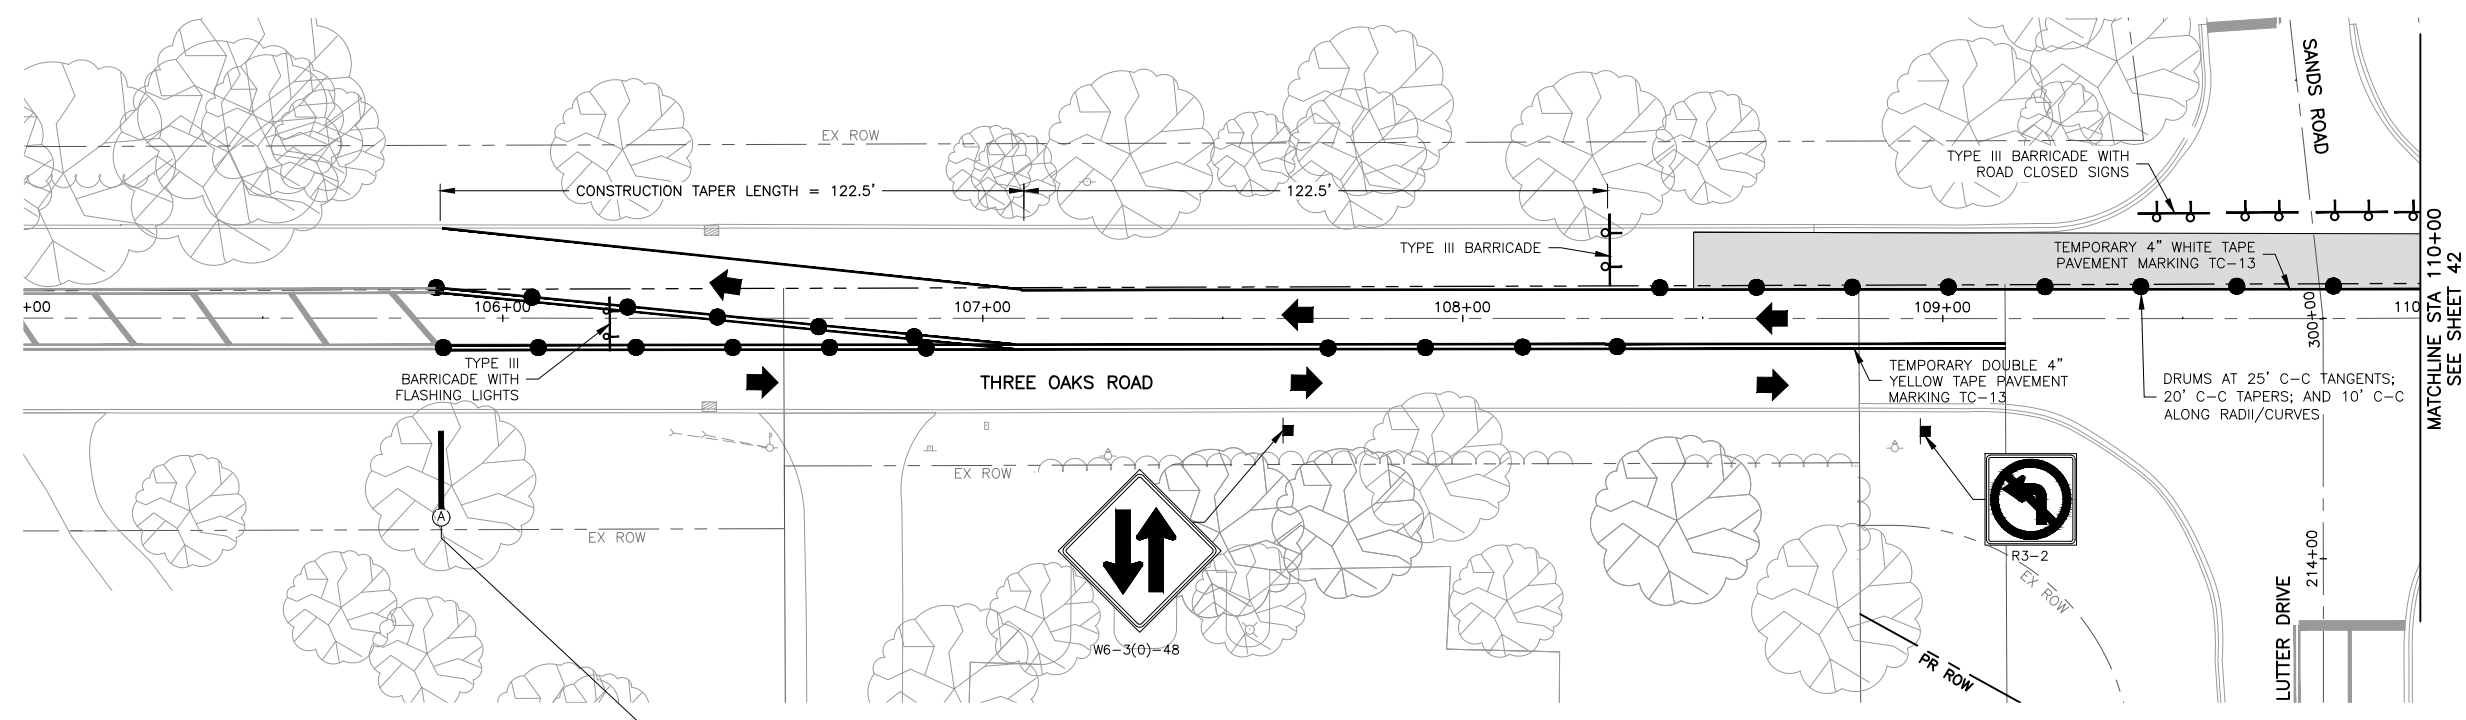 EX ROW
SANDS ROAD
TYPE III BARRICADE WITH
ROAD CLOSED SIGNS
CONSTRUCTION TAPER LENGTH = 122.5'
122.5'
TYPE III BARRICADE
TEMPORARY 4" WHITE TAPE
PAVEMENT MARKING TC-13
MATCHLINE STA 110+00
SEE SHEET 42
+00
106+00
107+00
108+00
109+00
300+00
110
TYPE III
BARRICADE WITH
FLASHING LIGHTS
THREE OAKS ROAD
TEMPORARY DOUBLE 4"
YELLOW TAPE PAVEMENT
MARKING TC-13
DRUMS AT 25' C-C TANGENTS;
20' C-C TAPERS; AND 10' C-C
ALONG RADII/CURVES
EX ROW
A
EX ROW
R3-2
EX ROW
214+00
LUTTER DRIVE
W6-3(0)-48
PR ROW